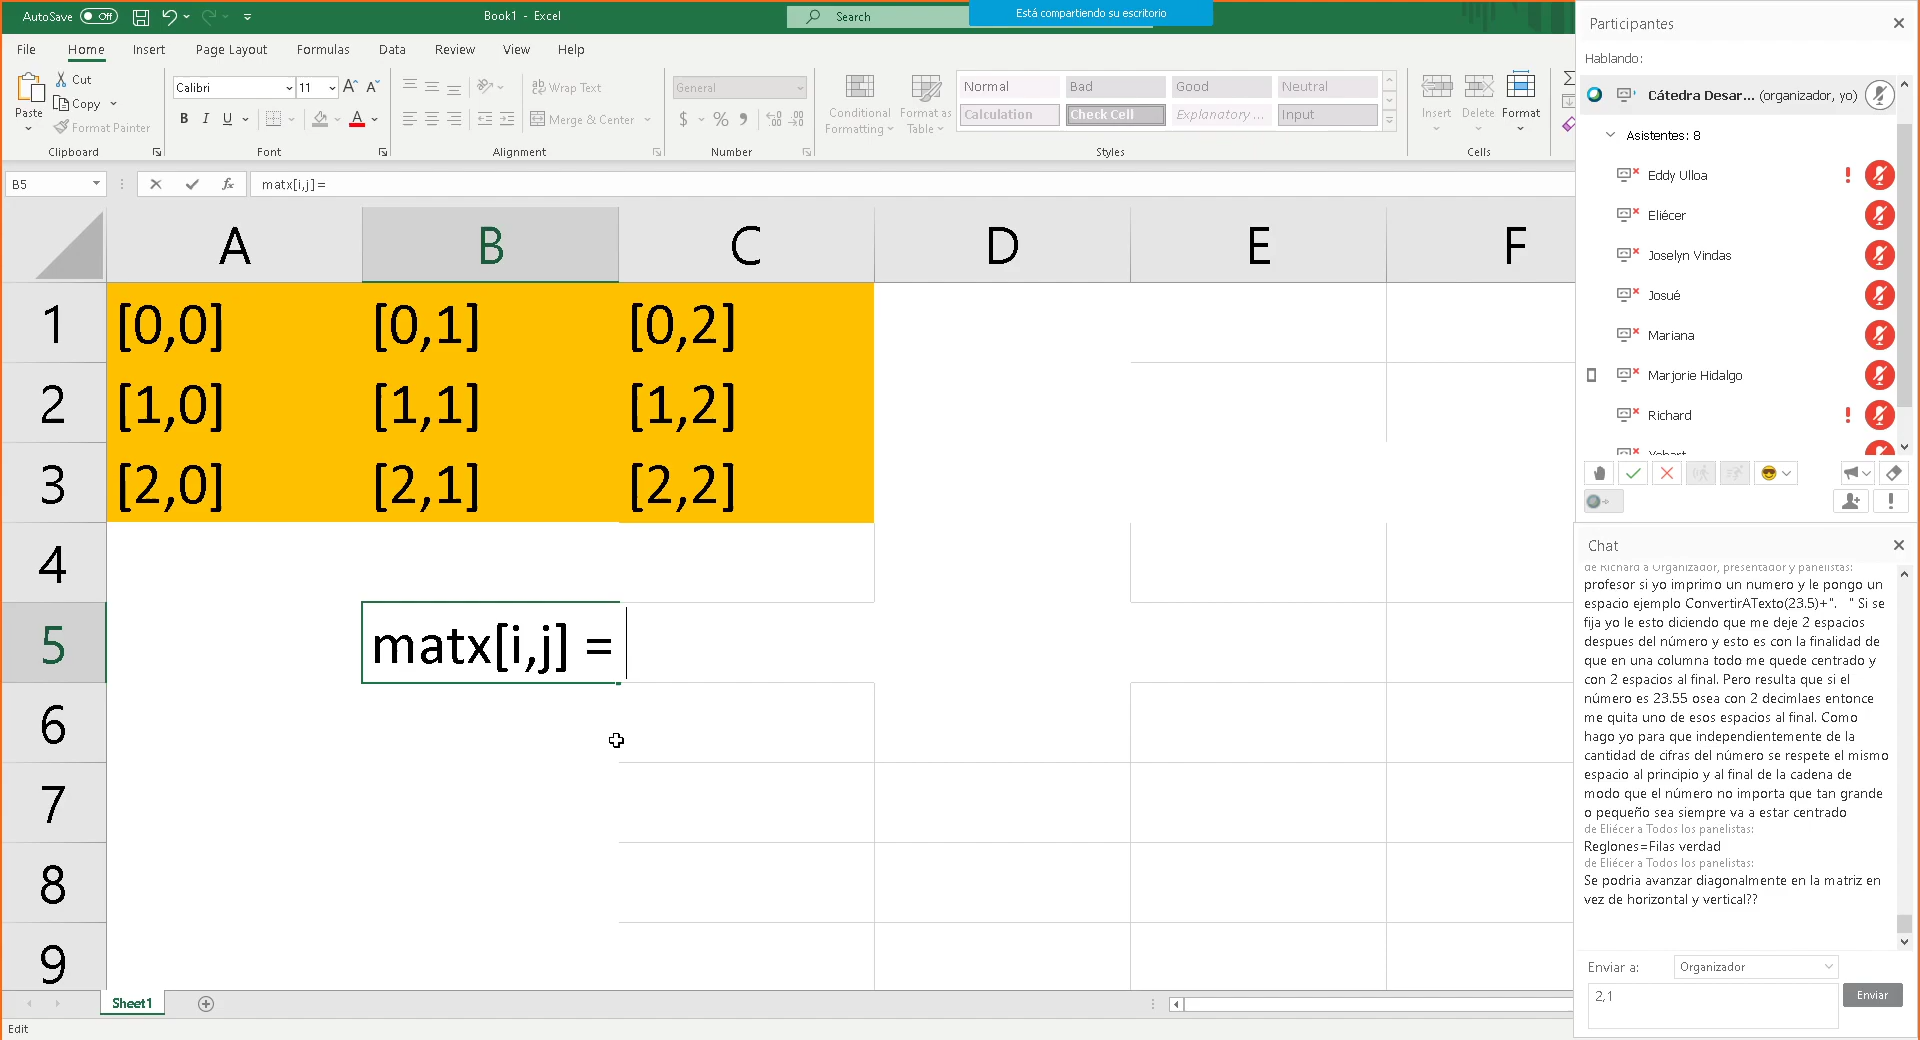 AutoSave Off
Book1 - Excel
Search
Está compartiendo su escritorio
File Home Insert Page Layout Formulas Data Review View Help
Paste
Cut
Copy
Format Painter
Clipboard
Calibri 11
B I U
Font
Wrap Text
Merge & Center
Alignment
General
$ % 9
Number
Conditional Formatting
Format as Table
Normal Bad Good Neutral
Calculation Check Cell Explanatory ... Input
Styles
Insert Delete Format
Cells
B5
fx
matx[i,j]=
A B C D E F
1 [0,0] [0,1] [0,2]
2 [1,0] [1,1] [1,2]
3 [2,0] [2,1] [2,2]
4
5 matx[i,j] =
6
7
8
9
Sheet1
Edit
Participantes
Hablando:
Cátedra Desar... (organizador, yo)
Asistentes: 8
Eddy Ulloa
Eliécer
Joselyn Vindas
Josué
Mariana
Marjorie Hidalgo
Richard
Chat
de Richard a Organizador, presentador y panelistas:
profesor si yo imprimo un numero y le pongo un
espacio ejemplo ConvertirATexto(23.5)+".   " Si se
fija yo le esto diciendo que me deje 2 espacios
despues del número y esto es con la finalidad de
que en una columna todo me quede centrado y
con 2 espacios al final. Pero resulta que si el
número es 23.55 osea con 2 decimlaes entonce
me quita uno de esos espacios al final. Como
hago yo para que independientemente de la
cantidad de cifras del número se respete el mismo
espacio al principio y al final de la cadena de
modo que el número no importa que tan grande
o pequeño sea siempre va a estar centrado
de Eliécer a Todos los panelistas:
Reglones=Filas verdad
de Eliécer a Todos los panelistas:
Se podria avanzar diagonalmente en la matriz en
vez de horizontal y vertical??
Enviar a: Organizador
2,1
Enviar